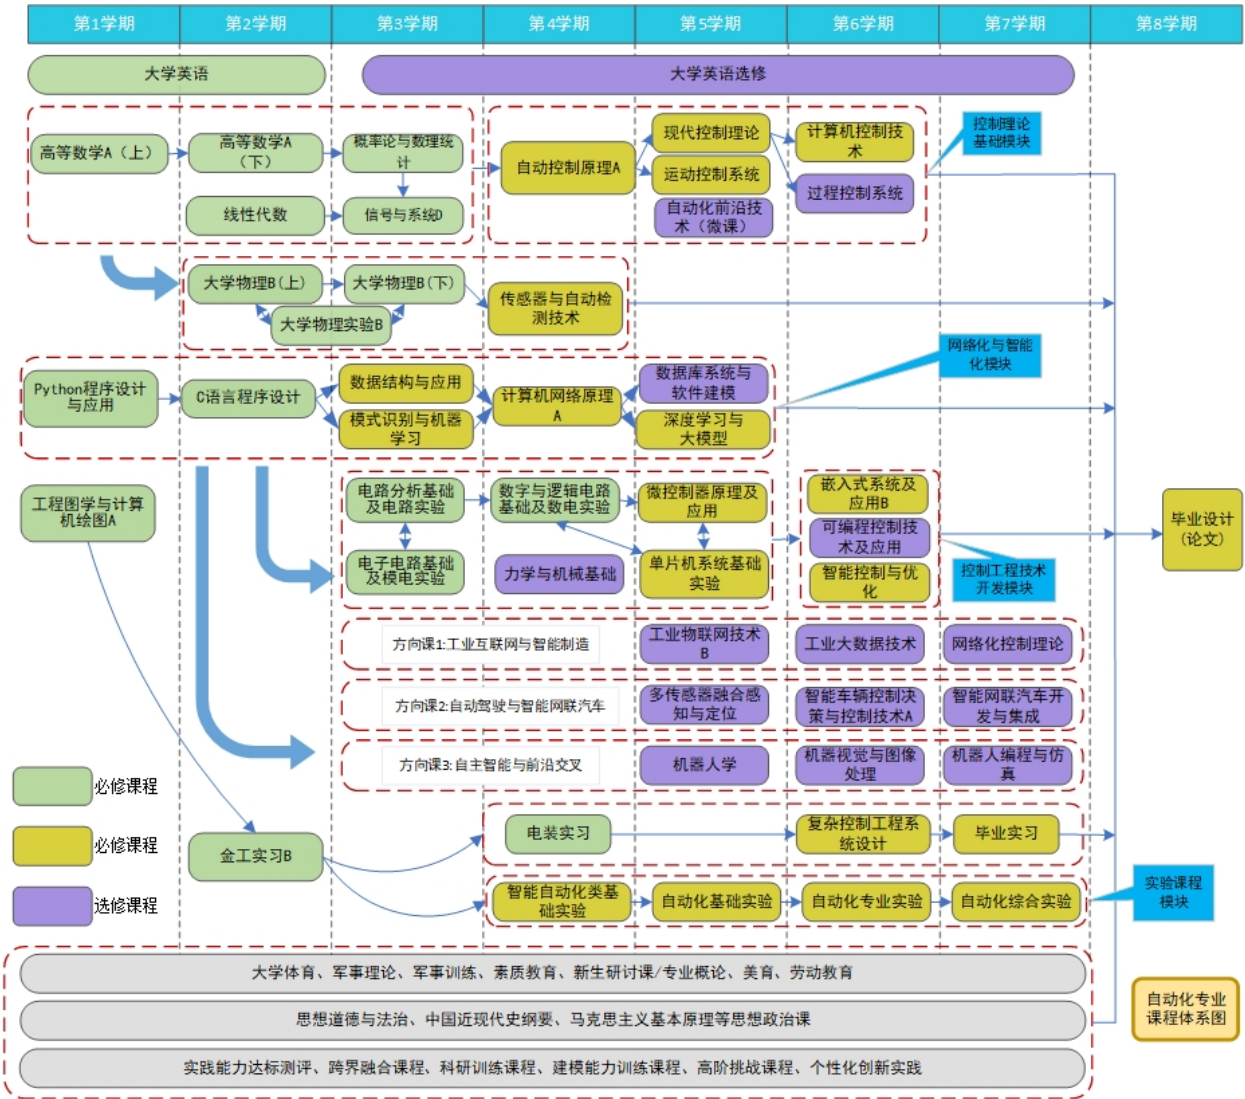 第1学期
第2学期
第3学期
第4学期
第5学期
第6学期
第7学期
第8学期
大学英语
大学英语选修
高等数学A（上）
高等数学A
（下）
概率论与数理统
计
线性代数
信号与系统D
自动控制原理A
现代控制理论
运动控制系统
自动化前沿技
术（微课）
计算机控制技
术
过程控制系统
控制理论
基础模块
大学物理B(上)
大学物理B(下)
大学物理实验B
传感器与自动检
测技术
网络化与智能
化模块
Python程序设计
与应用
C语言程序设计
数据结构与应用
模式识别与机器
学习
计算机网络原理
A
数据库系统与
软件建模
深度学习与
大模型
工程图学与计算
机绘图A
电路分析基础
及电路实验
数字与逻辑电路
基础及数电实验
微控制器原理及
应用
电子电路基础
及模电实验
力学与机械基础
单片机系统基础
实验
嵌入式系统及
应用B
可编程控制技
术及应用
智能控制与优
化
控制工程技术
开发模块
毕业设计
(论文)
方向课1:工业互联网与智能制造
工业物联网技术
B
工业大数据技术
网络化控制理论
方向课2:自动驾驶与智能网联汽车
多传感器融合感
知与定位
智能车辆控制决
策与控制技术A
智能网联汽车开
发与集成
方向课3:自主智能与前沿交叉
机器人学
机器视觉与图像
处理
机器人编程与仿
真
必修课程
必修课程
选修课程
金工实习B
电装实习
复杂控制工程系
统设计
毕业实习
智能自动化类基
础实验
自动化基础实验
自动化专业实验
自动化综合实验
实验课程
模块
大学体育、军事理论、军事训练、素质教育、新生研讨课/专业概论、美育、劳动教育
思想道德与法治、中国近现代史纲要、马克思主义基本原理等思想政治课
实践能力达标测评、跨界融合课程、科研训练课程、建模能力训练课程、高阶挑战课程、个性化创新实践
自动化专业
课程体系图